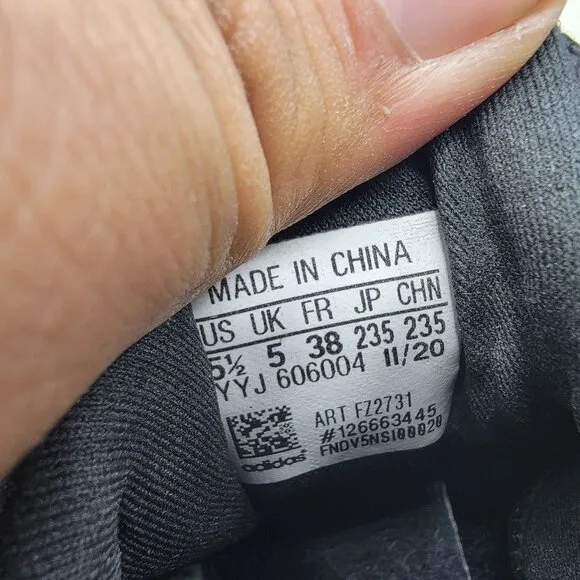 MADE IN CHINA
US UK FR JP CHN
5½ 5 38 235 235
YYJ 606004 11/20
ART FZ2731
#126663445
FNDV5NS100020
adidas